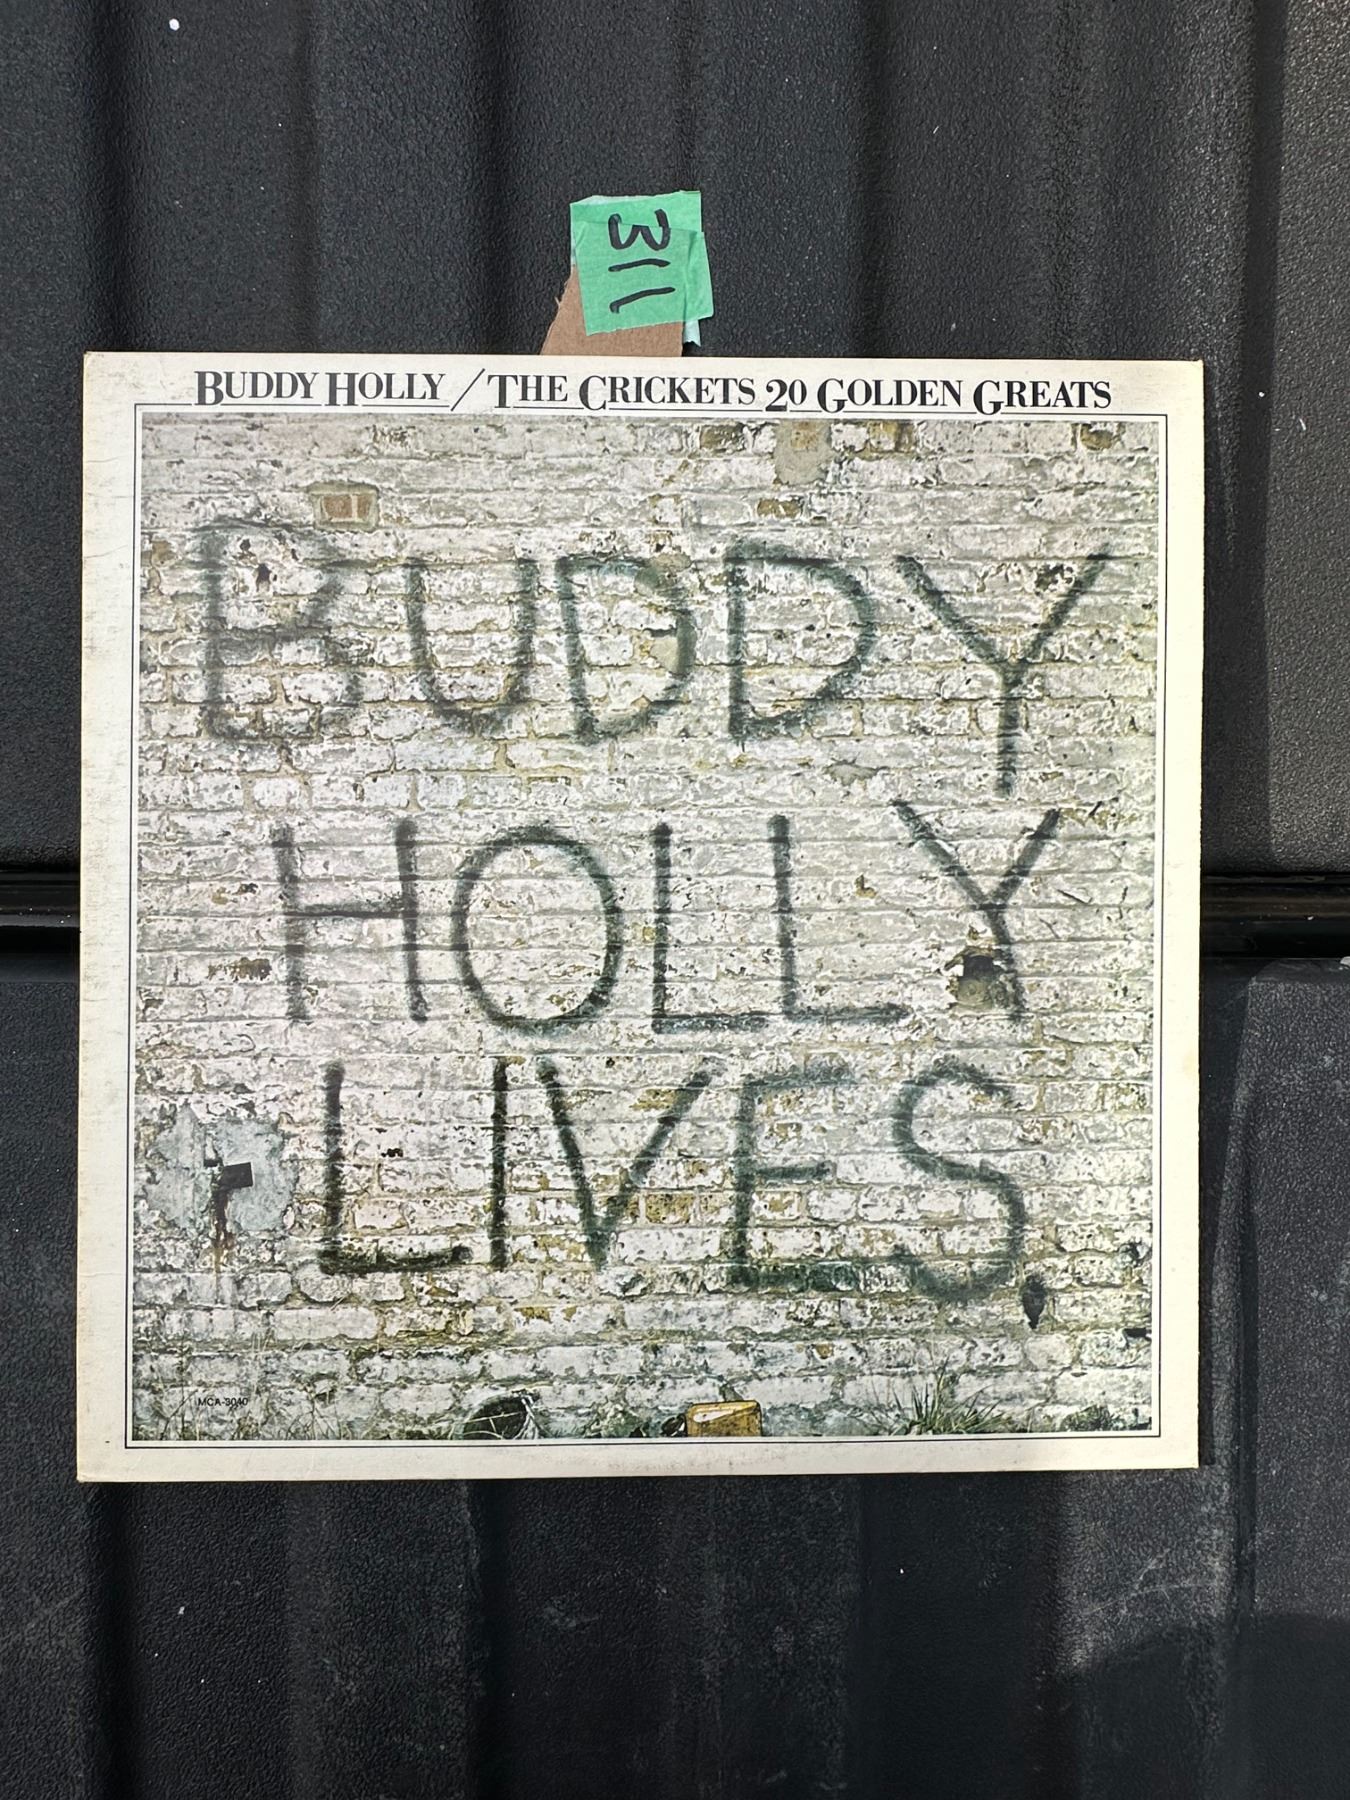 311
BUDDY HOLLY / THE CRICKETS 20 GOLDEN GREATS
BUDDY
HOLLY
LIVES.
MCA-3040